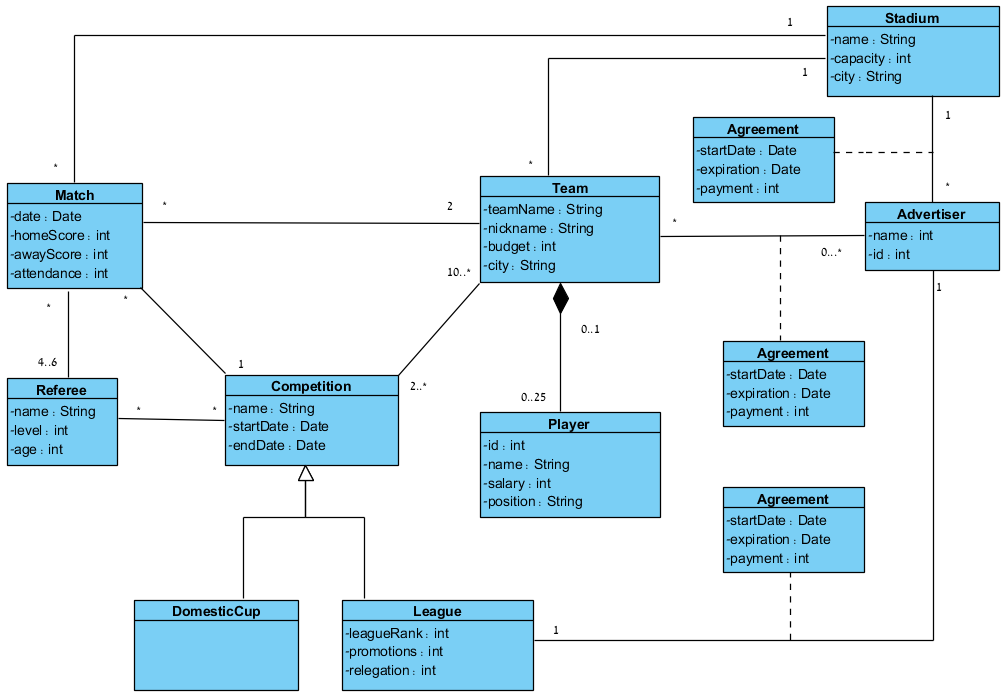 Stadium
-name : String
-capacity : int
-city : String
1
1
1
*
Agreement
-startDate : Date
-expiration : Date
-payment : int
*
*
Match
-date : Date
-homeScore : int
-awayScore : int
-attendance : int
*
2
Team
-teamName : String
-nickname : String
-budget : int
-city : String
*
0...*
Advertiser
-name : int
-id : int
1
10..*
*
*
4..6
1
2..*
0..1
0..25
Agreement
-startDate : Date
-expiration : Date
-payment : int
Referee
-name : String
-level : int
-age : int
*
*
Competition
-name : String
-startDate : Date
-endDate : Date
Player
-id : int
-name : String
-salary : int
-position : String
Agreement
-startDate : Date
-expiration : Date
-payment : int
DomesticCup
League
-leagueRank : int
-promotions : int
-relegation : int
1